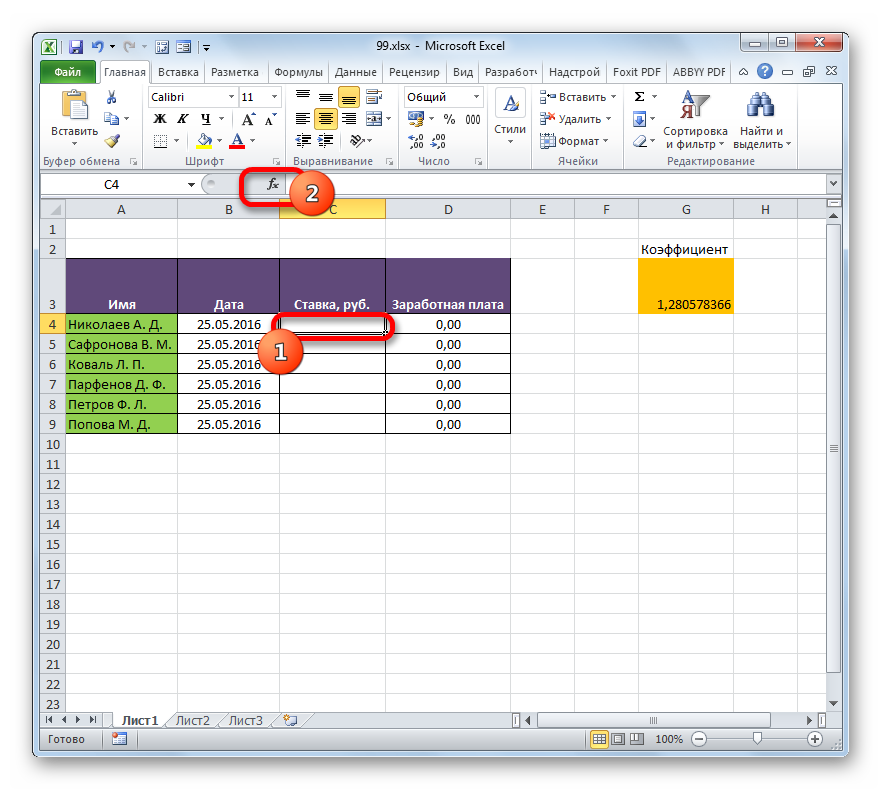 99.xlsx - Microsoft Excel
Файл Главная Вставка Разметка Формулы Данные Рецензир Вид Разработч Надстрой Foxit PDF ABBYY PDF
Calibri 11 Общий Вставить Σ
Вставить Ж К Ч А А % 000 Стили Удалить Сортировка и фильтр Найти и выделить
А Формат
Буфер обмена Шрифт Выравнивание Число Ячейки Редактирование
C4 fx 2
A B C D E F G H
1
2 Коэффициент
3 Имя Дата Ставка, руб. Заработная плата 1,280578366
4 Николаев А. Д. 25.05.2016 0,00
5 Сафронова В. М. 25.05.2016 1 0,00
6 Коваль Л. П. 25.05.2016 0,00
7 Парфенов Д. Ф. 25.05.2016 0,00
8 Петров Ф. Л. 25.05.2016 0,00
9 Попова М. Д. 25.05.2016 0,00
10
11
12
13
14
15
16
17
18
19
20
21
22
23
Лист1 Лист2 Лист3
Готово 100%